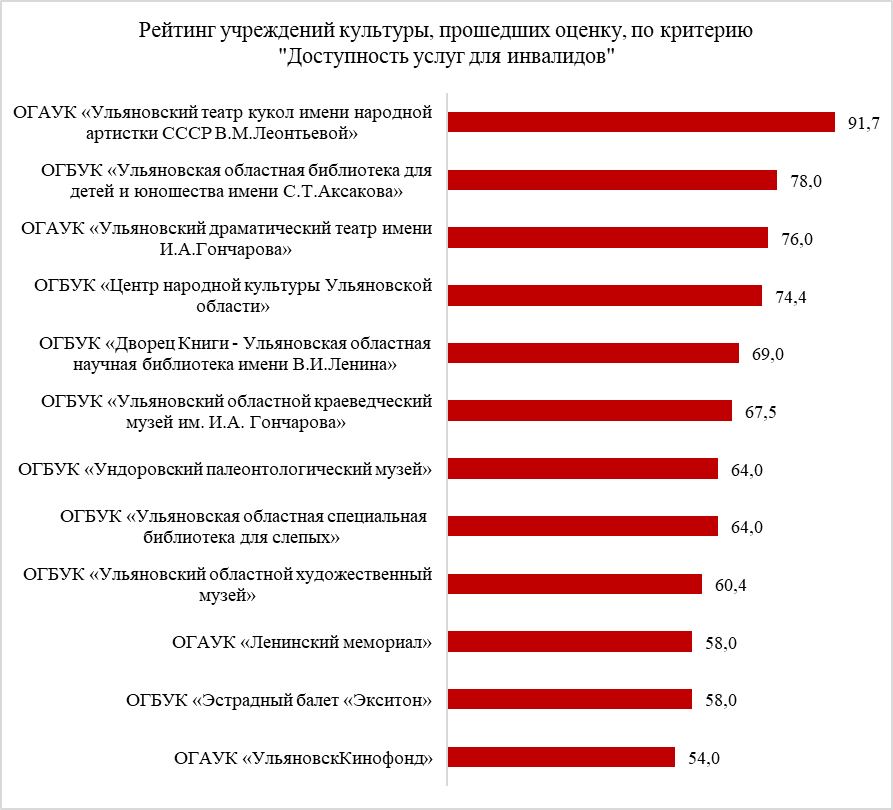 Рейтинг учреждений культуры, прошедших оценку, по критерию
"Доступность услуг для инвалидов"
ОГАУК «Ульяновский театр кукол имени народной
артистки СССР В.М.Леонтьевой»
91,7
ОГБУК «Ульяновская областная библиотека для
детей и юношества имени С.Т.Аксакова»
78,0
ОГАУК «Ульяновский драматический театр имени
И.А.Гончарова»
76,0
ОГБУК «Центр народной культуры Ульяновской
области»
74,4
ОГБУК «Дворец Книги - Ульяновская областная
научная библиотека имени В.И.Ленина»
69,0
ОГБУК «Ульяновский областной краеведческий
музей им. И.А. Гончарова»
67,5
ОГБУК «Ундоровский палеонтологический музей»
64,0
ОГБУК «Ульяновская областная специальная
библиотека для слепых»
64,0
ОГБУК «Ульяновский областной художественный
музей»
60,4
ОГАУК «Ленинский мемориал»
58,0
ОГБУК «Эстрадный балет «Экситон»
58,0
ОГАУК «УльяновскКинофонд»
54,0